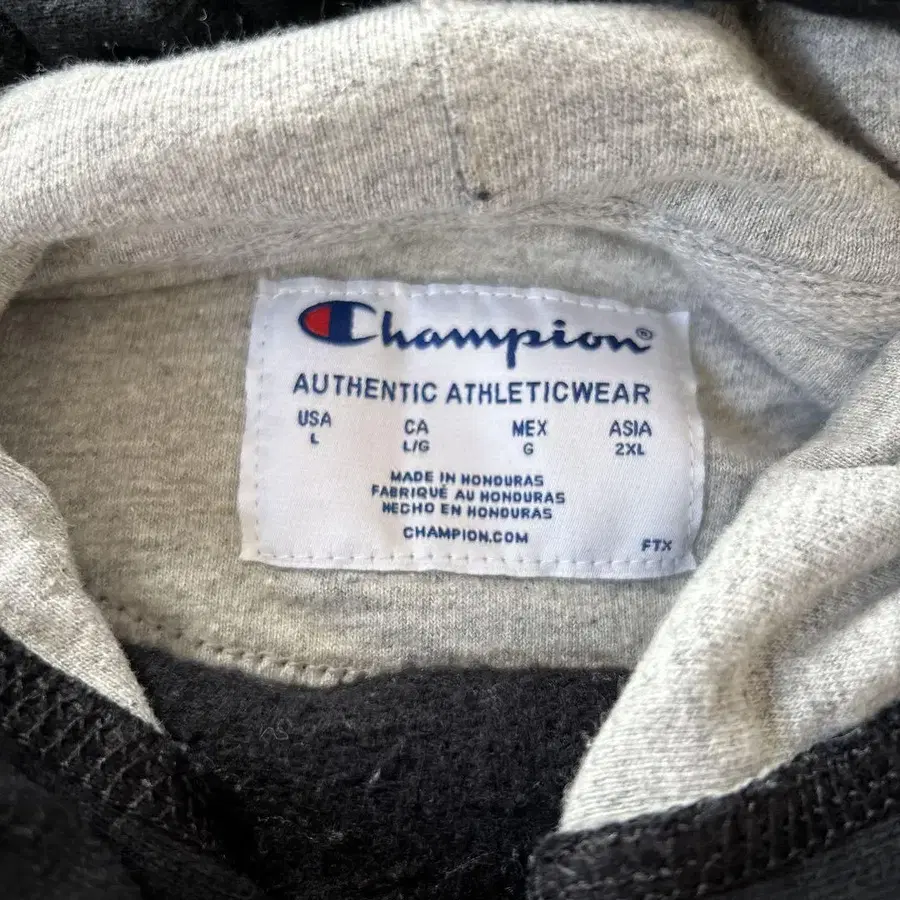 Champion®
AUTHENTIC ATHLETICWEAR
USA CA MEX ASIA
L L/G G 2XL
MADE IN HONDURAS
FABRIQUÉ AU HONDURAS
HECHO EN HONDURAS
CHAMPION.COM
FTX